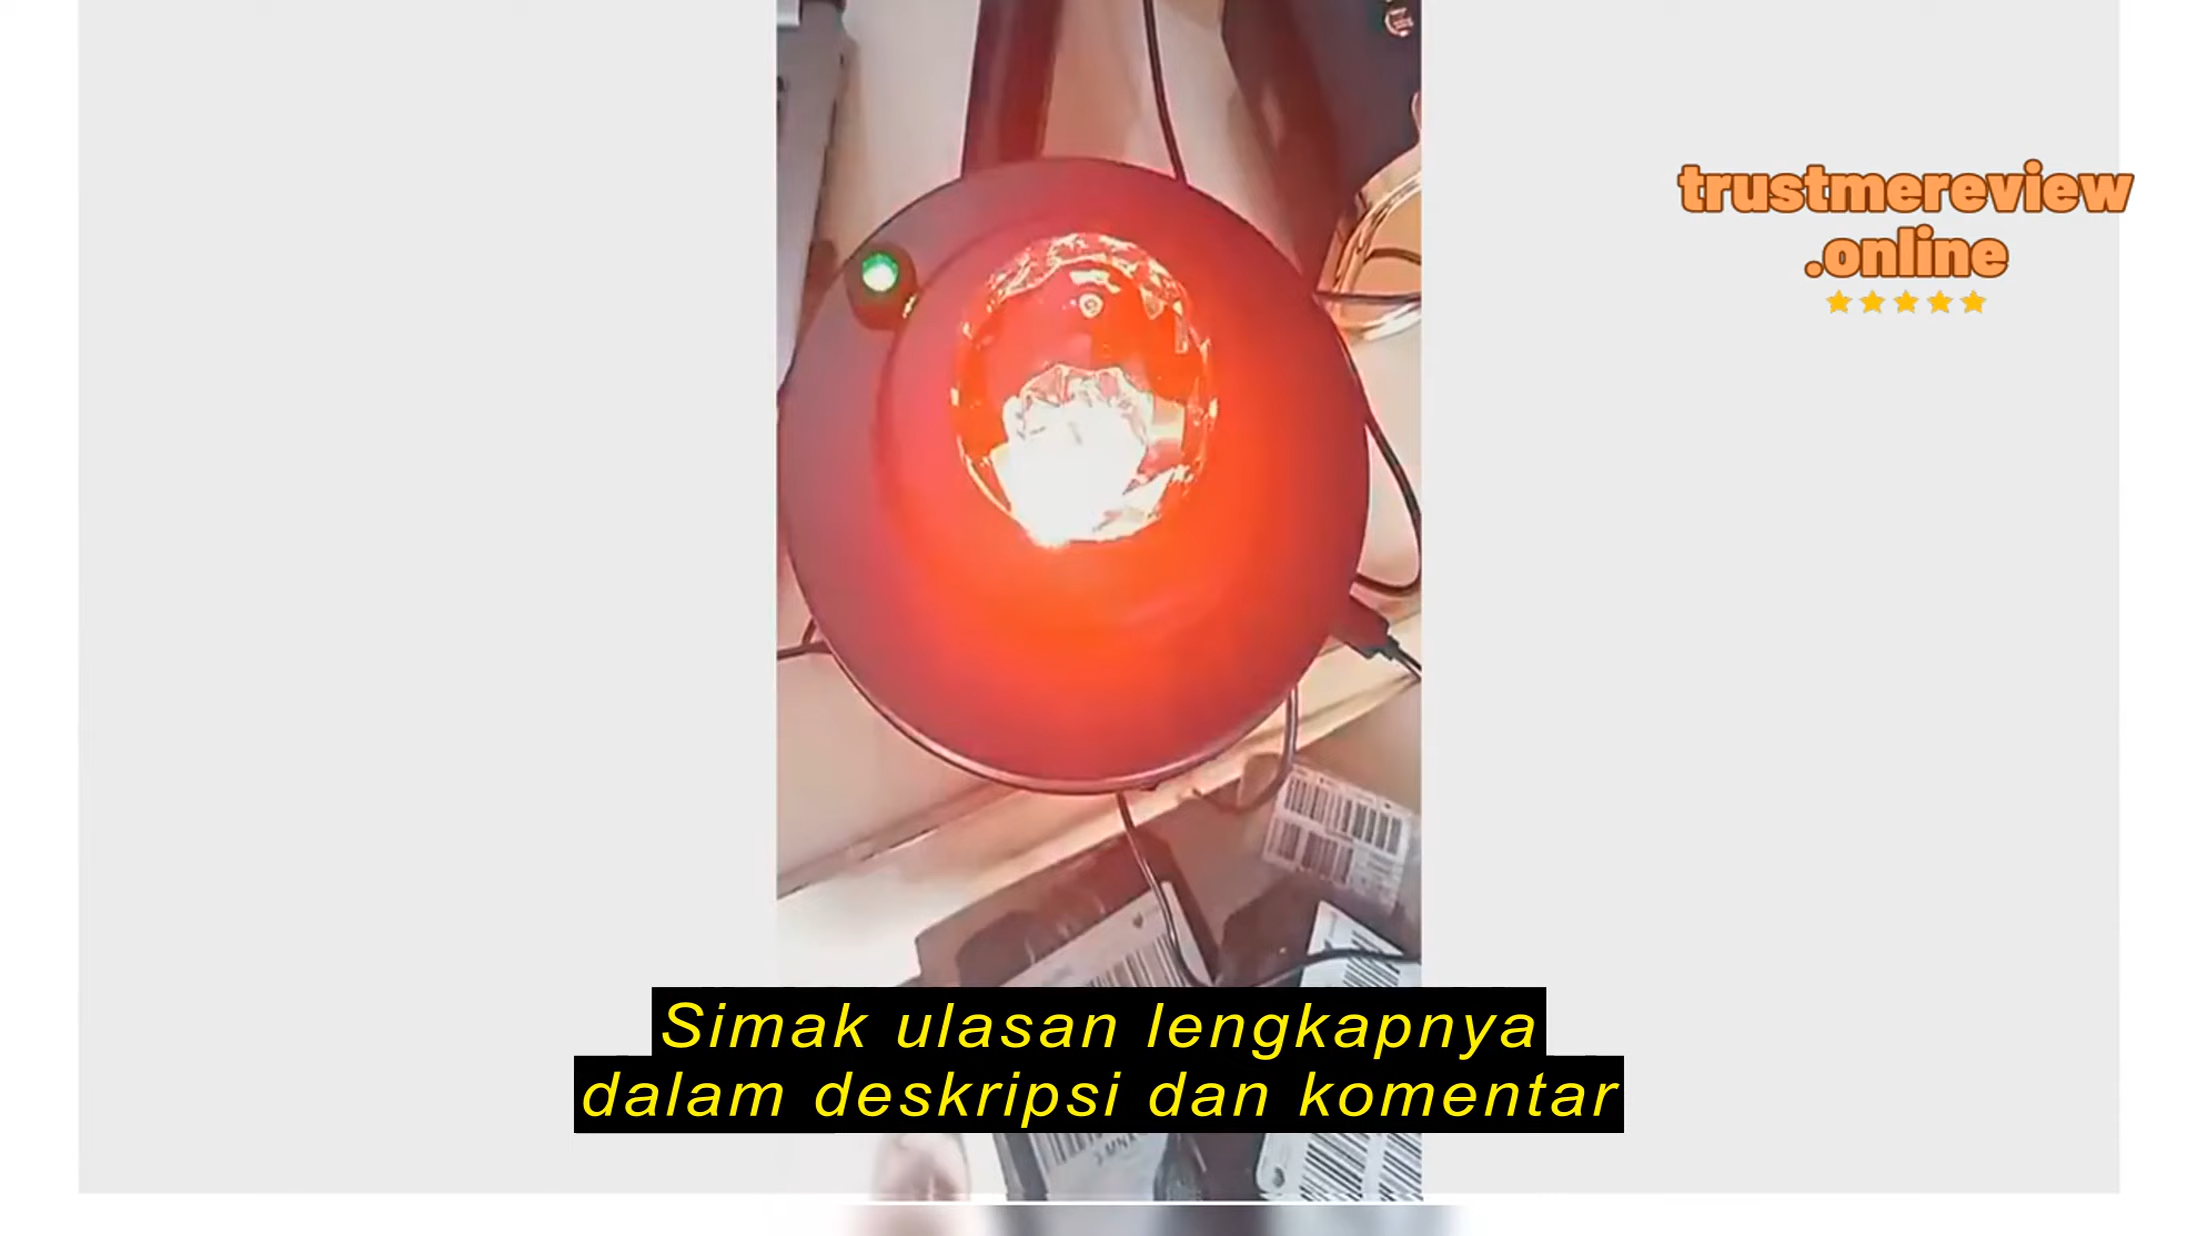 trustmereview
.online
Simak ulasan lengkapnya
dalam deskripsi dan komentar